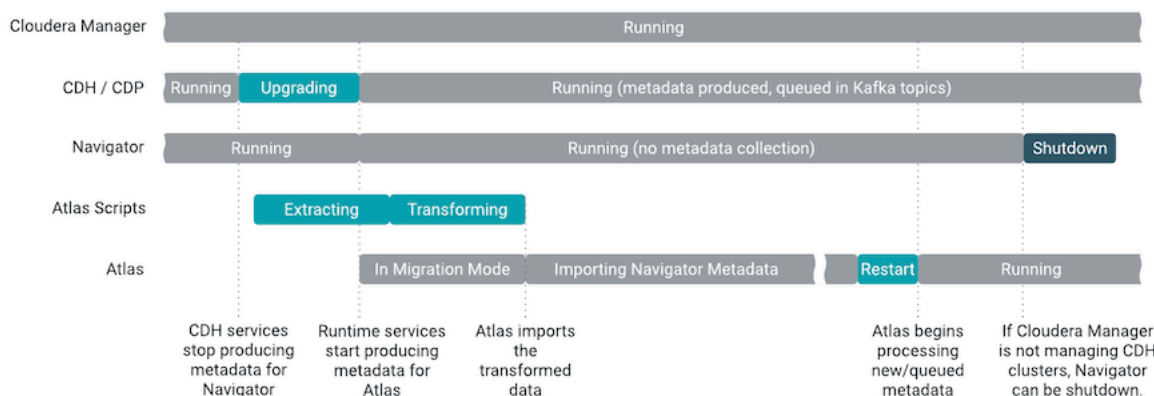 Cloudera Manager
Running
CDH / CDP
Running
Upgrading
Running (metadata produced, queued in Kafka topics)
Navigator
Running
Running (no metadata collection)
Shutdown
Atlas Scripts
Extracting
Transforming
Atlas
In Migration Mode
Importing Navigator Metadata
Restart
Running
CDH services
stop producing
metadata for
Navigator
Runtime services
start producing
metadata for
Atlas
Atlas imports
the
transformed
data
Atlas begins
processing
new/queued
metadata
If Cloudera Manager
is not managing CDH
clusters, Navigator
can be shutdown.